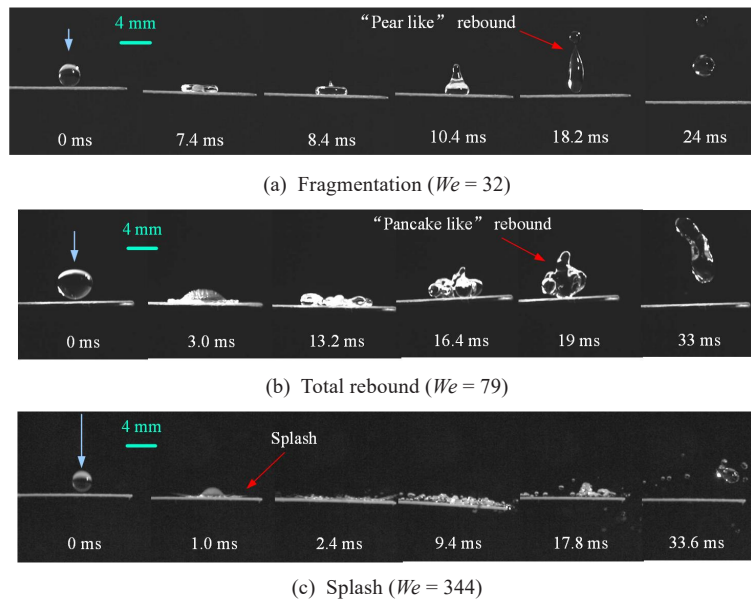 4 mm
“Pear like” rebound
0 ms 7.4 ms 8.4 ms 10.4 ms 18.2 ms 24 ms
(a) Fragmentation (We = 32)
4 mm
“Pancake like” rebound
0 ms 3.0 ms 13.2 ms 16.4 ms 19 ms 33 ms
(b) Total rebound (We = 79)
4 mm
Splash
0 ms 1.0 ms 2.4 ms 9.4 ms 17.8 ms 33.6 ms
(c) Splash (We = 344)